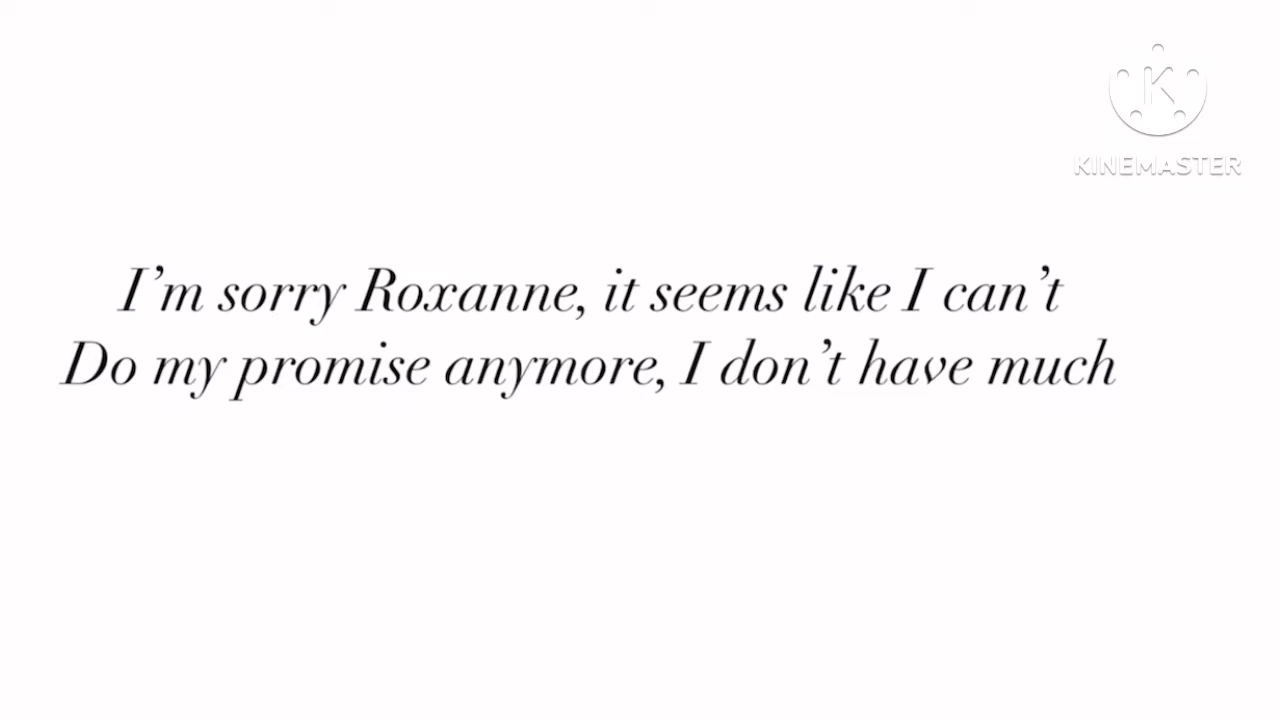 KINEMASTER
I'm sorry Roxanne, it seems like I can't
Do my promise anymore, I don't have much